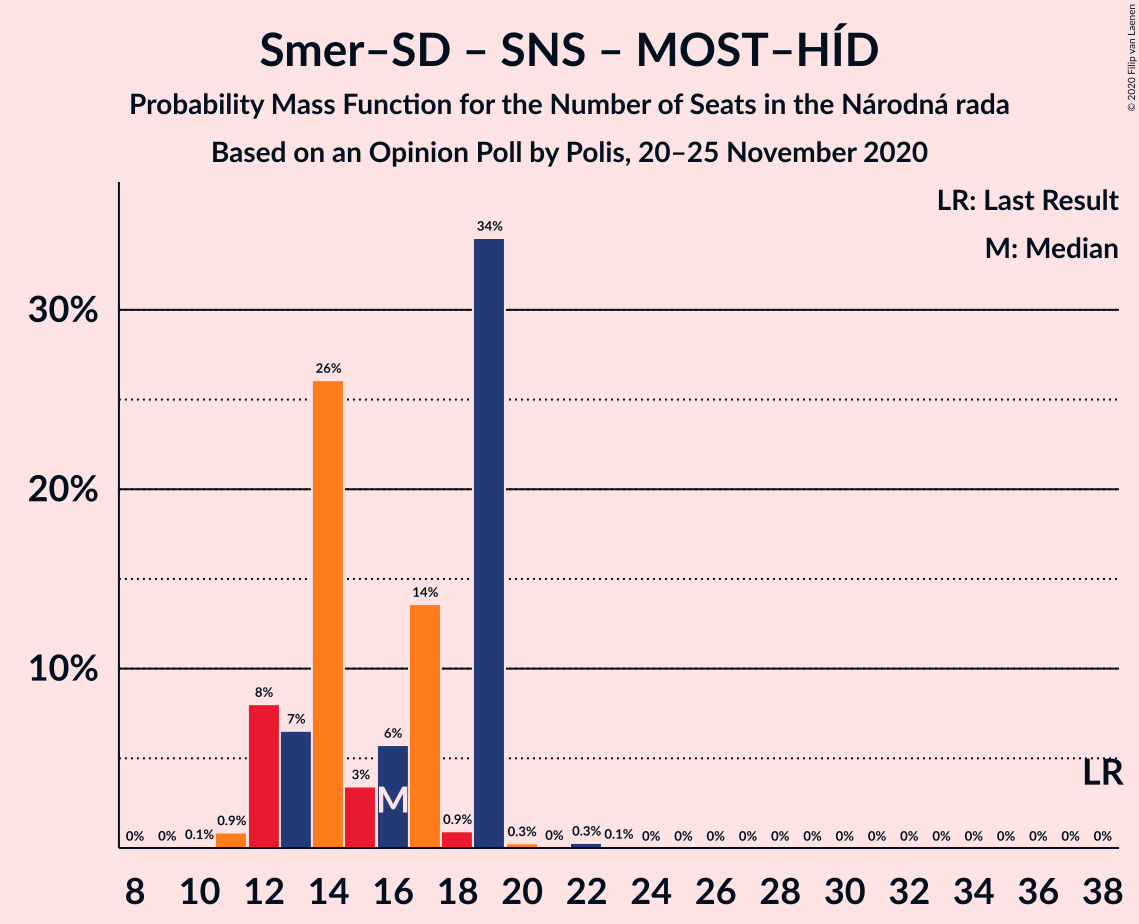 Smer–SD – SNS – MOST–HÍD
Probability Mass Function for the Number of Seats in the Národná rada
Based on an Opinion Poll by Polis, 20–25 November 2020
© 2020 Filip van Laenen
LR: Last Result
M: Median
30%
20%
10%
0% 0% 0.1% 0.9% 8% 7% 26% 3% 6% 14% 0.9% 34% 0.3% 0% 0.3% 0.1% 0% 0% 0% 0% 0% 0% 0% 0% 0% 0% 0% 0% 0% 0% 0%
M
LR
8 10 12 14 16 18 20 22 24 26 28 30 32 34 36 38